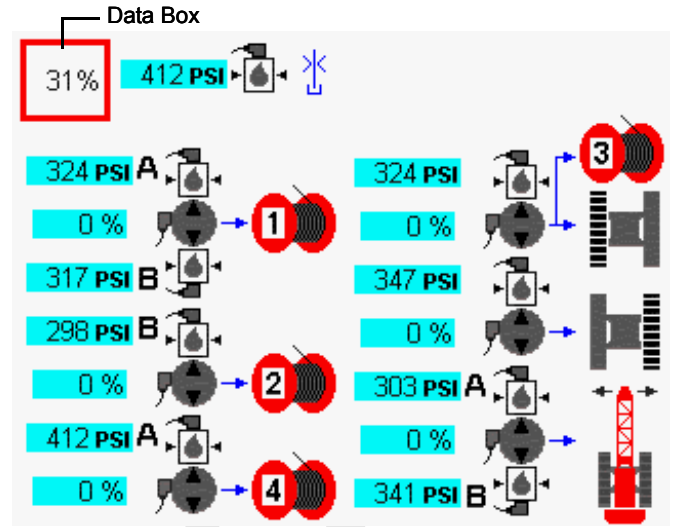 Data Box
31% 412 PSI
3
324 PSI A 324 PSI
0 % 1 0 %
317 PSI B 347 PSI
298 PSI B 0 %
0 % 2 303 PSI A
412 PSI A 0 %
0 % 4 341 PSI B